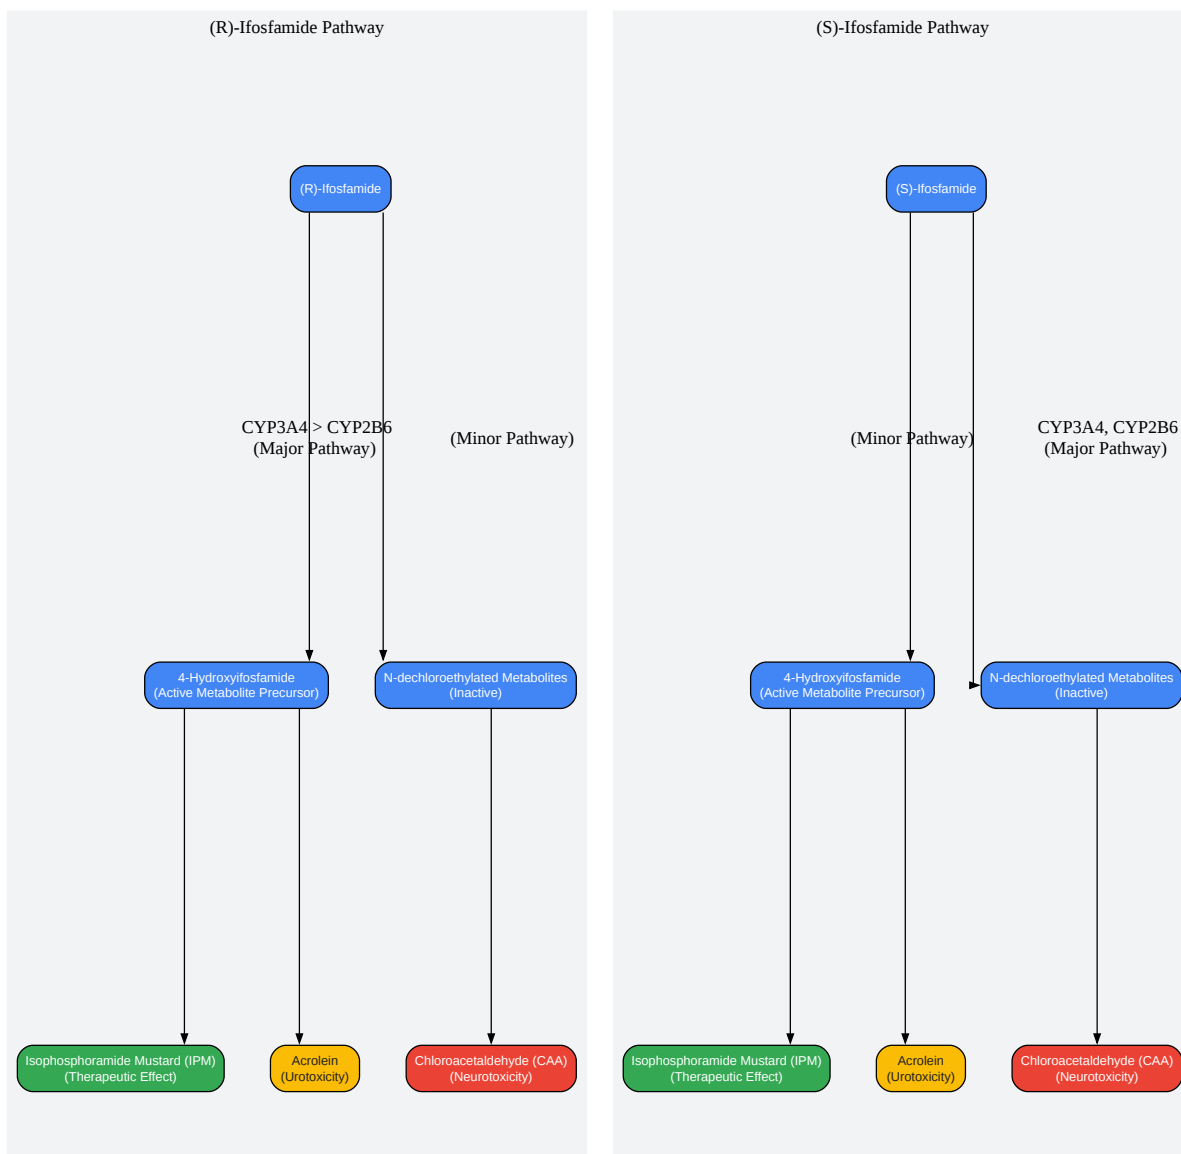 (R)-Ifosfamide Pathway
(R)-Ifosfamide
CYP3A4 > CYP2B6
(Major Pathway)
(Minor Pathway)
4-Hydroxyifosfamide
(Active Metabolite Precursor)
N-dechloroethylated Metabolites
(Inactive)
Isophosphoramide Mustard (IPM)
(Therapeutic Effect)
Acrolein
(Urotoxicity)
Chloroacetaldehyde (CAA)
(Neurotoxicity)
(S)-Ifosfamide Pathway
(S)-Ifosfamide
(Minor Pathway)
CYP3A4, CYP2B6
(Major Pathway)
4-Hydroxyifosfamide
(Active Metabolite Precursor)
N-dechloroethylated Metabolites
(Inactive)
Isophosphoramide Mustard (IPM)
(Therapeutic Effect)
Acrolein
(Urotoxicity)
Chloroacetaldehyde (CAA)
(Neurotoxicity)